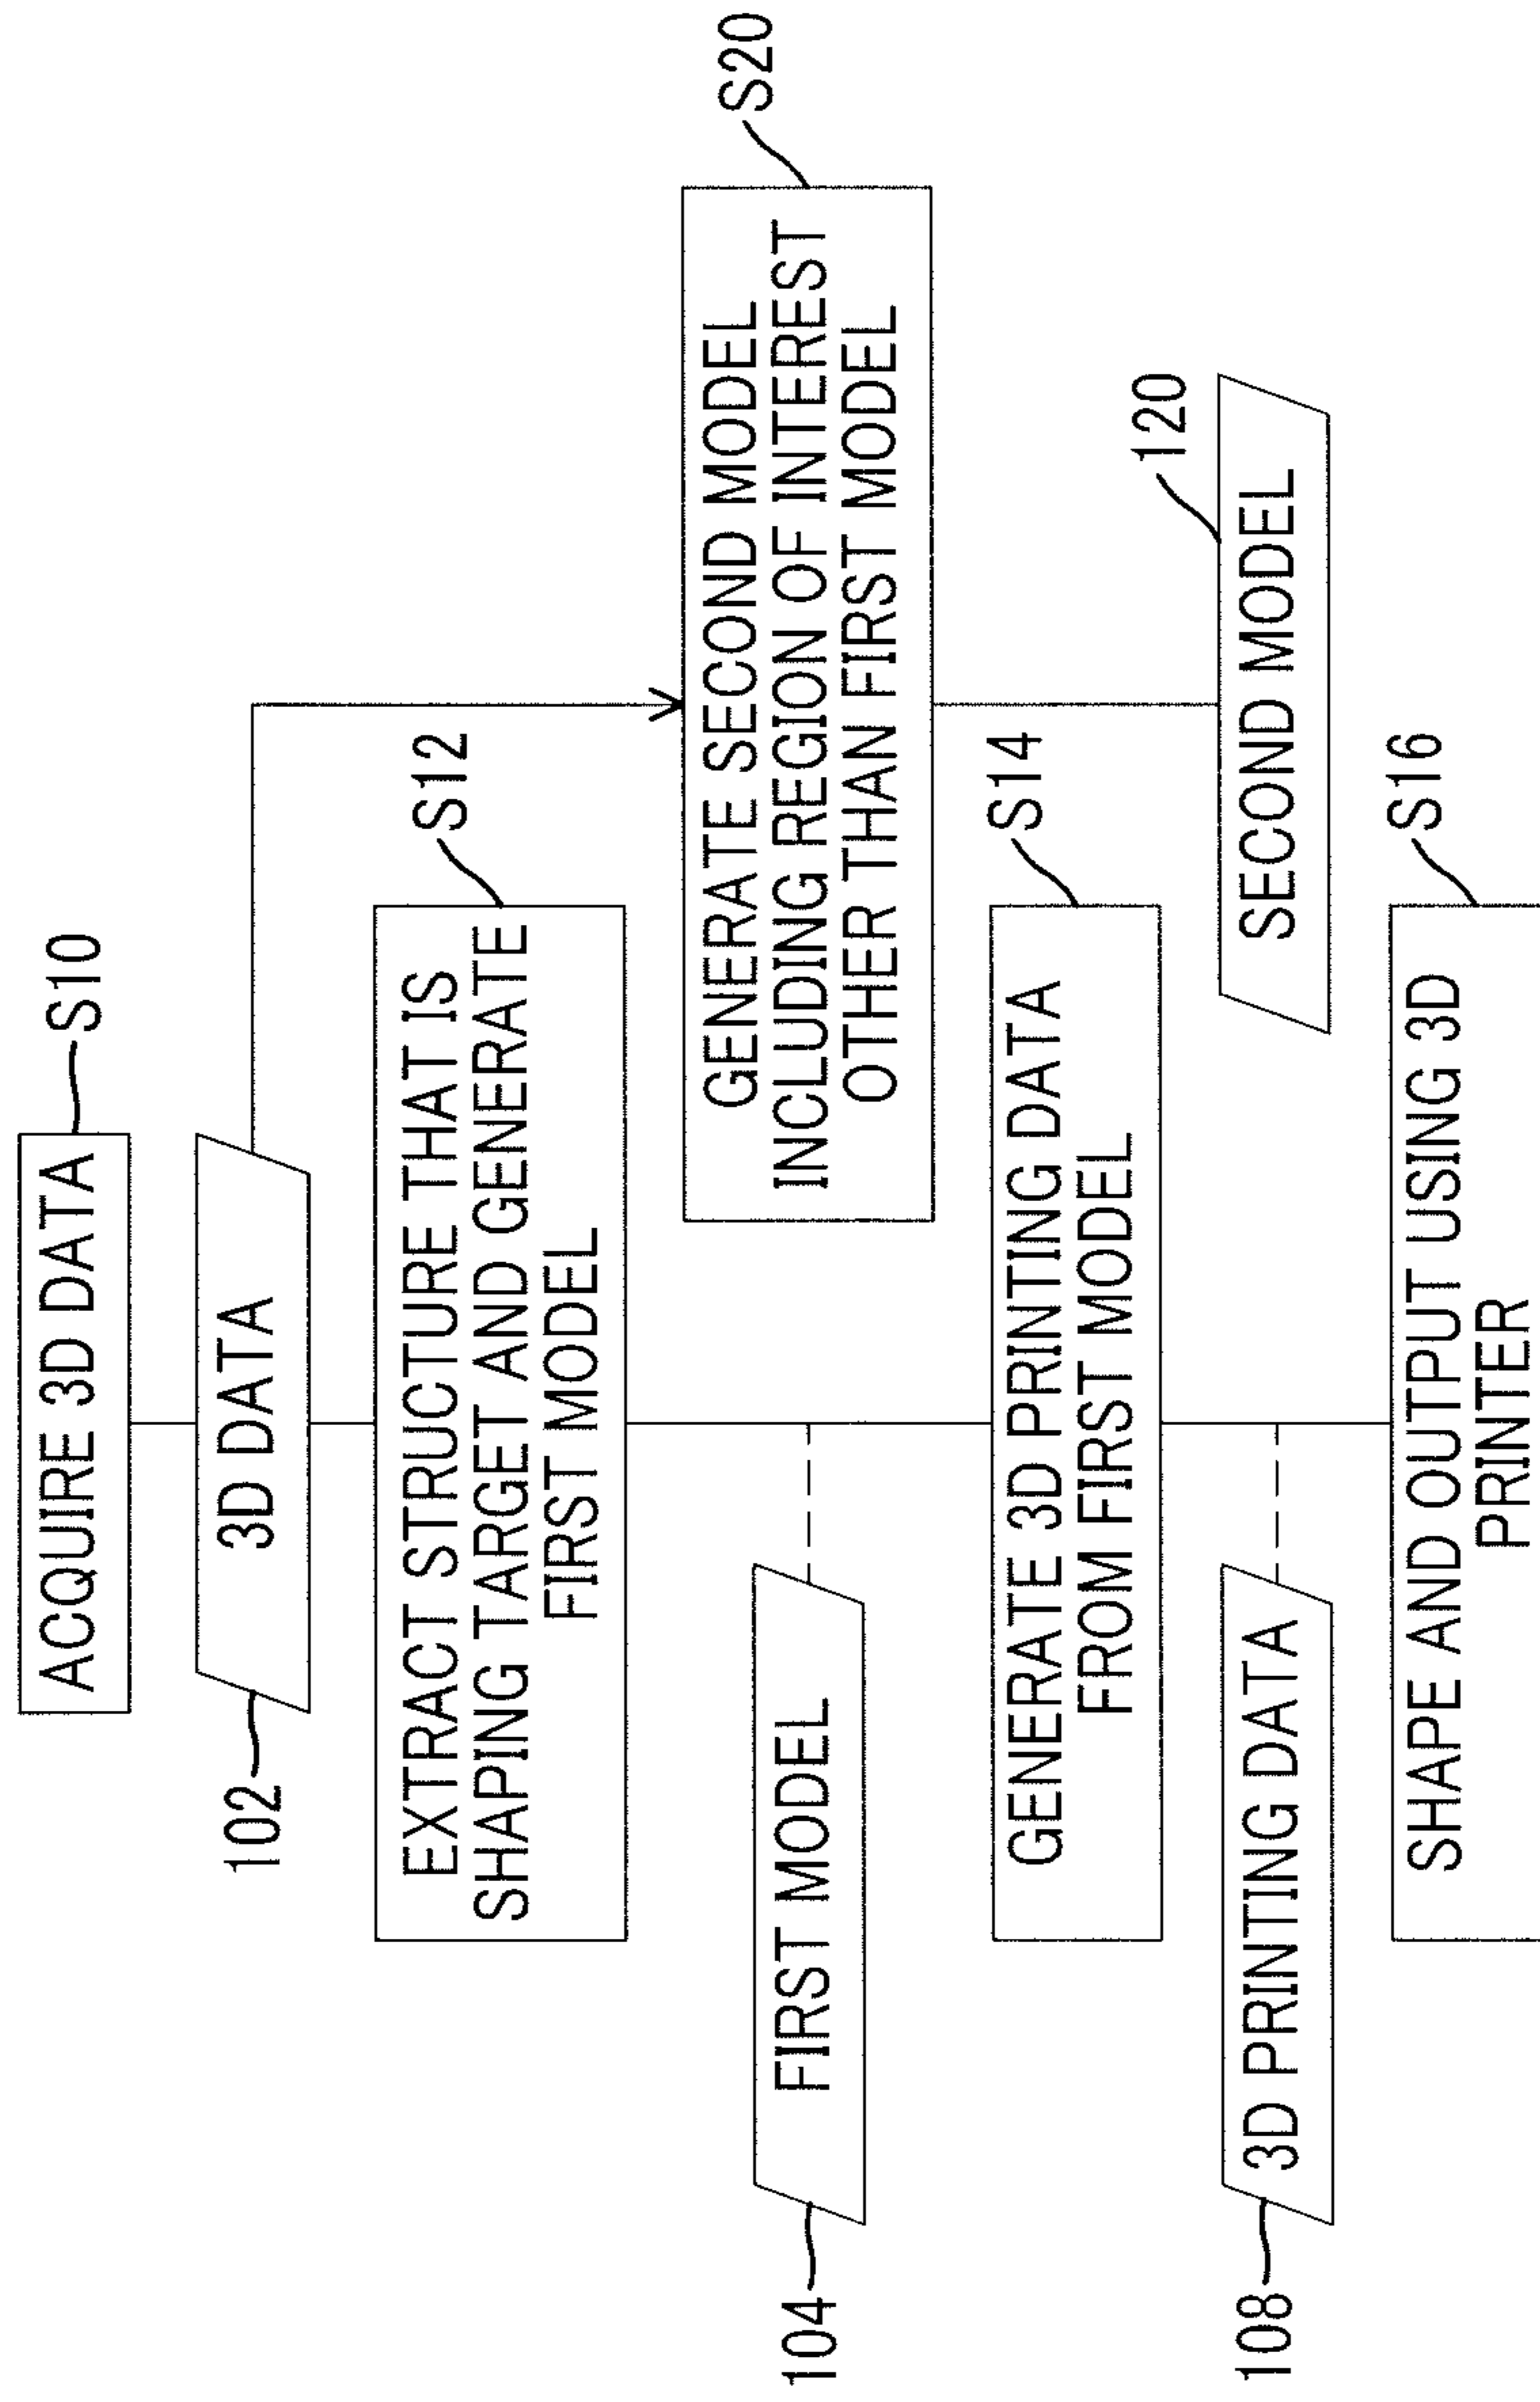 ACQUIRE 3D DATA
S10
3D DATA
102
EXTRACT STRUCTURE THAT IS
SHAPING TARGET AND GENERATE
FIRST MODEL
S12
GENERATE SECOND MODEL
INCLUDING REGION OF INTEREST
OTHER THAN FIRST MODEL
S20
FIRST MODEL
104
GENERATE 3D PRINTING DATA
FROM FIRST MODEL
S14
SECOND MODEL
120
3D PRINTING DATA
108
SHAPE AND OUTPUT USING 3D
PRINTER
S16